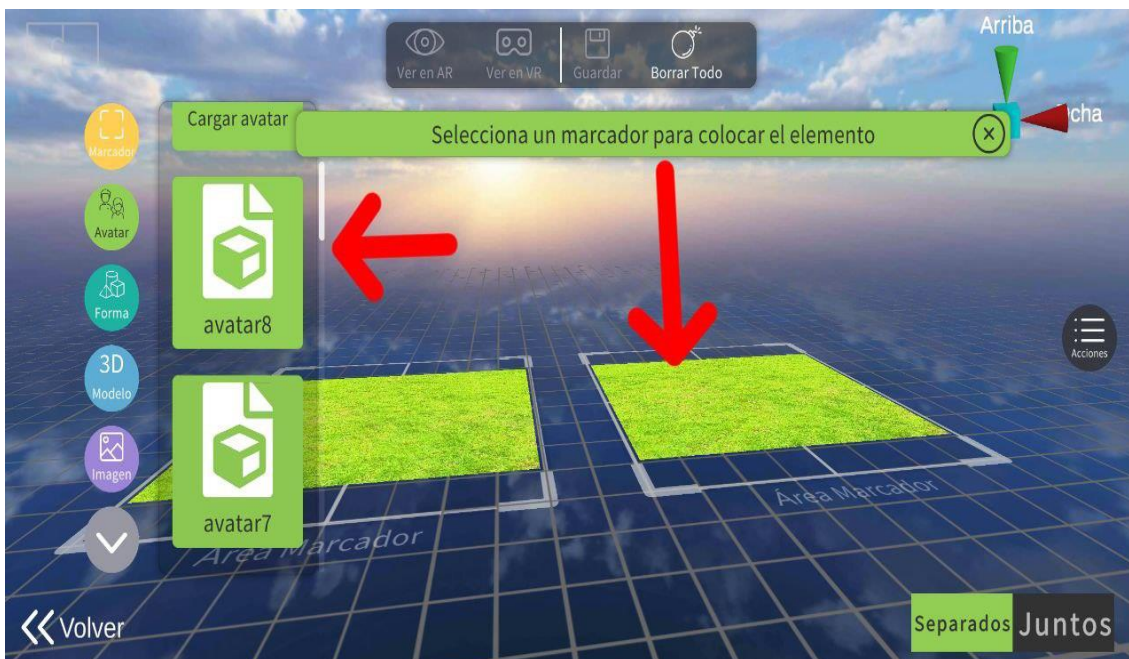 Arriba
Ver en AR
Ver en VR
Guardar
Borrar Todo
Cargar avatar
Selecciona un marcador para colocar el elemento
cha
Marcador
Avatar
avatar8
Forma
3D
Modelo
Acciones
Imagen
avatar7
Área Marcador
Área Marcador
Volver
Separados
Juntos